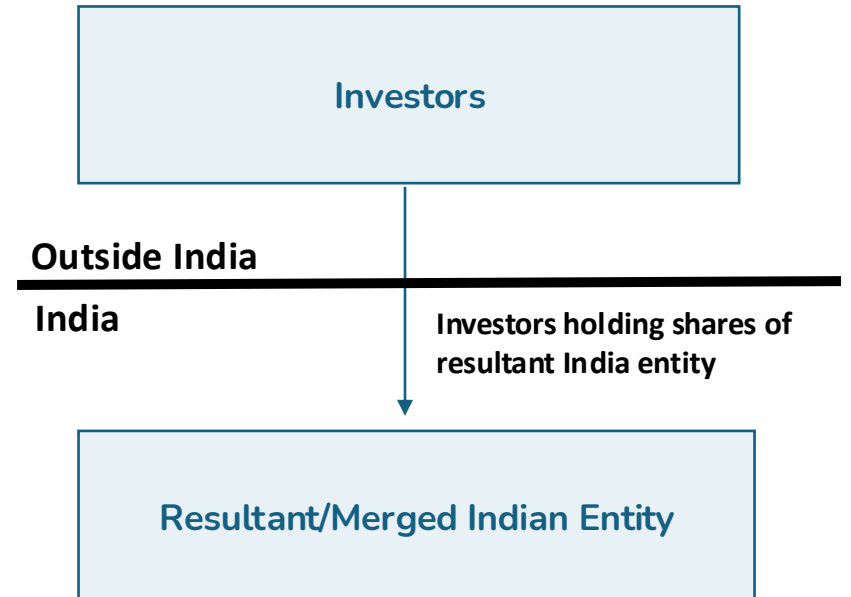 Investors
Outside India
India
Investors holding shares of
resultant India entity
Resultant/Merged Indian Entity